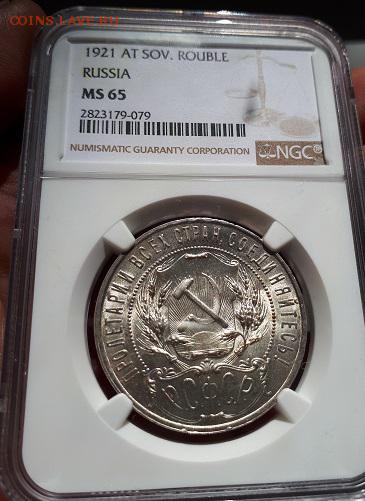 COINS.LAVE.RU
1921 AT SOV. ROUBLE
RUSSIA
MS 65
2823179-079
NUMISMATIC GUARANTY CORPORATION NGC®
ПРОЛЕТАРИИ ВСЕХ СТРАН, СОЕДИНЯЙТЕСЬ!
Р.С.Ф.С.Р.